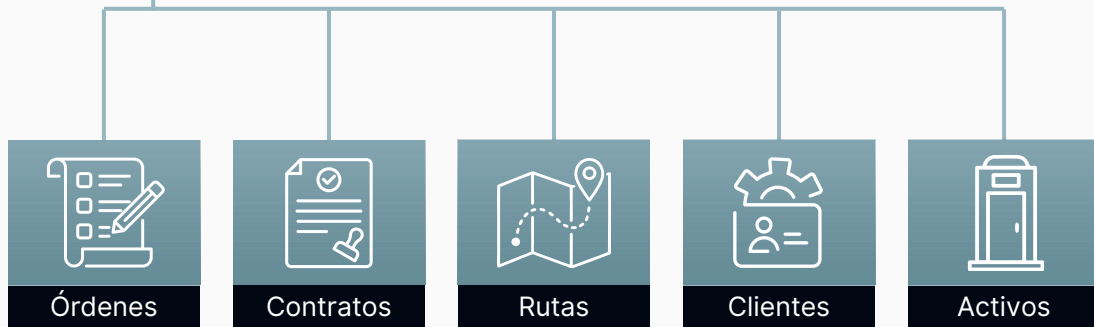 Órdenes
Contratos
Rutas
Clientes
Activos